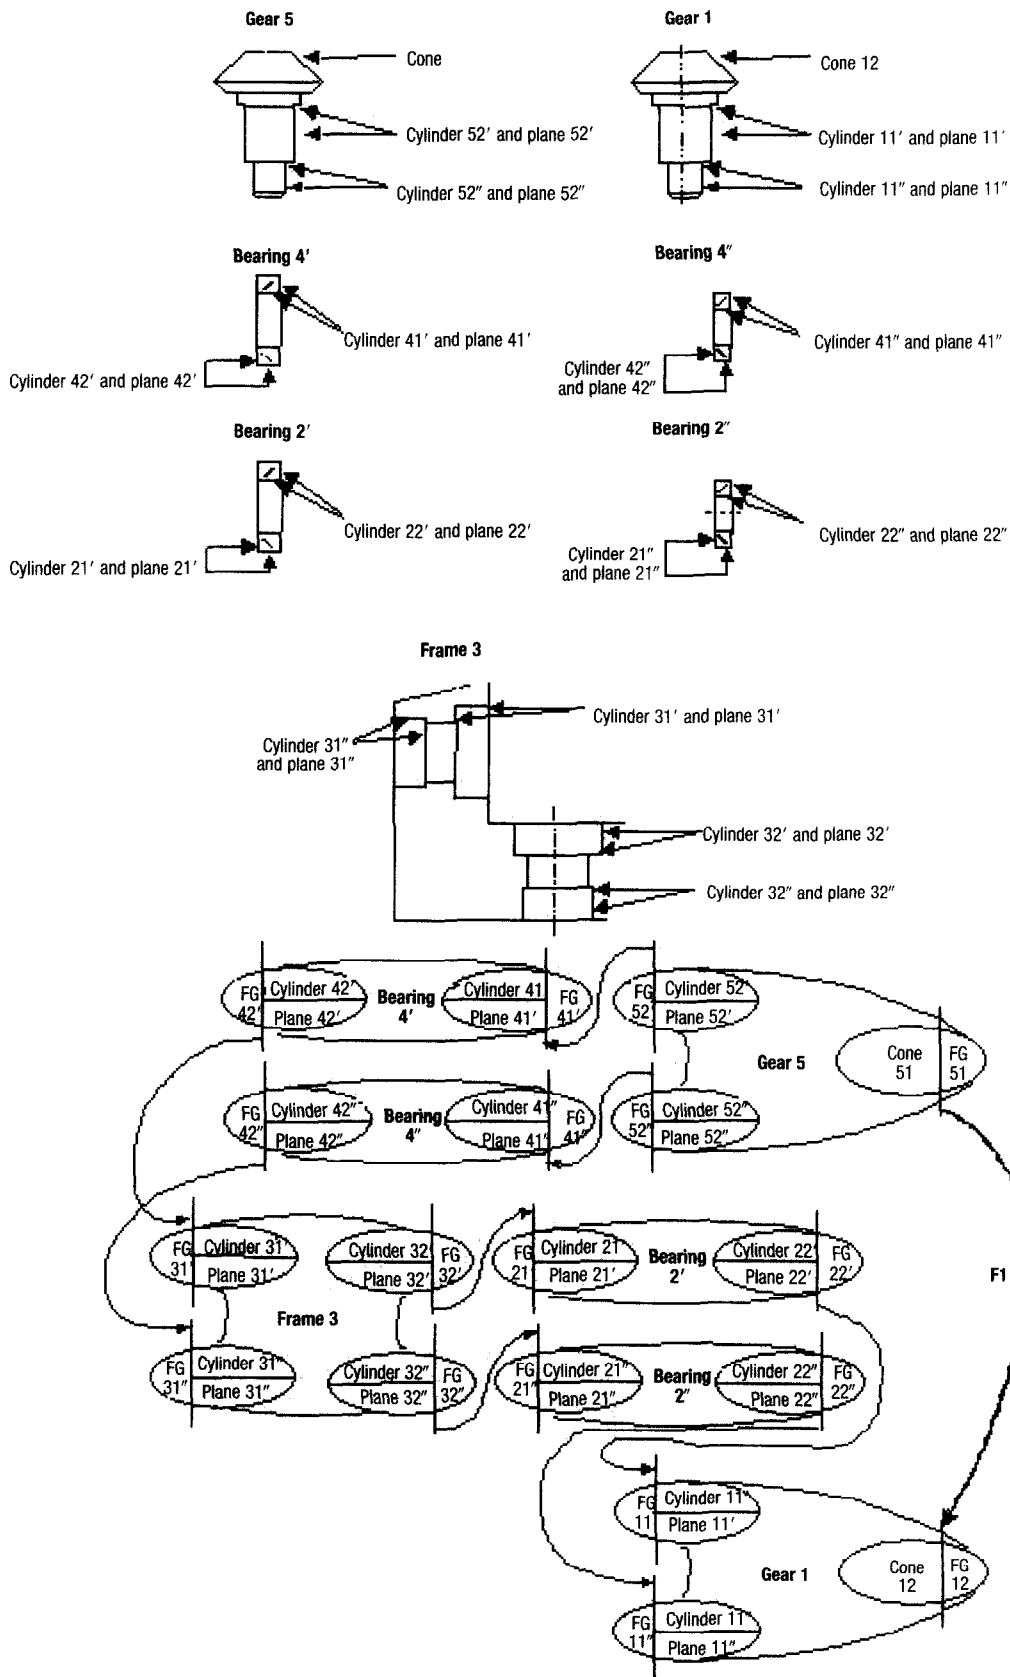 Gear 5
Gear 1
Cone
Cone 12
Cylinder 52′ and plane 52′
Cylinder 11′ and plane 11′
Cylinder 52″ and plane 52″
Cylinder 11″ and plane 11″
Bearing 4′
Bearing 4″
Cylinder 41′ and plane 41′
Cylinder 41″ and plane 41″
Cylinder 42′ and plane 42′
Cylinder 42″
and plane 42″
Bearing 2′
Bearing 2″
Cylinder 22′ and plane 22′
Cylinder 22″ and plane 22″
Cylinder 21′ and plane 21′
Cylinder 21″
and plane 21″
Frame 3
Cylinder 31′ and plane 31′
Cylinder 31″
and plane 31″
Cylinder 32′ and plane 32′
Cylinder 32″ and plane 32″
FG
42′
Cylinder 42′
Plane 42′
Bearing
4′
Cylinder 41
Plane 41′
FG
41′
FG
52′
Cylinder 52′
Plane 52′
Gear 5
Cone
51
FG
51
FG
42″
Cylinder 42″
Plane 42″
Bearing
4″
Cylinder 41″
Plane 41″
FG
41″
FG
52″
Cylinder 52″
Plane 52″
FG
31′
Cylinder 31
Plane 31′
Cylinder 32′
Plane 32′
FG
32′
FG
21′
Cylinder 21
Plane 21′
Bearing
2′
Cylinder 22′
Plane 22′
FG
22′
F1
Frame 3
FG
31″
Cylinder 31″
Plane 31″
Cylinder 32″
Plane 32″
FG
32″
FG
21″
Cylinder 21″
Plane 21″
Bearing
2″
Cylinder 22″
Plane 22″
FG
22″
FG
11
Cylinder 11″
Plane 11′
Gear 1
Cone
12
FG
12
FG
11″
Cylinder 11
Plane 11″